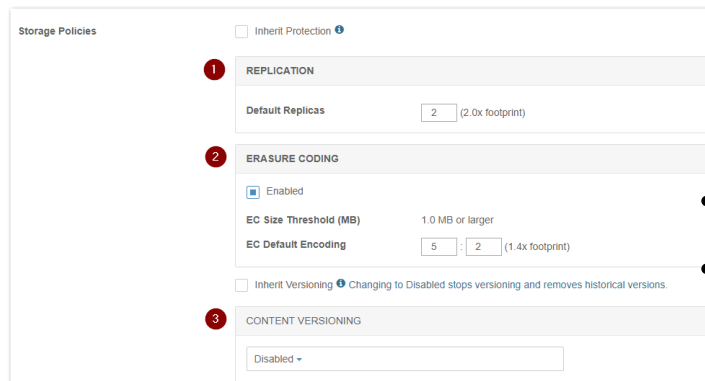 Storage Policies
Inherit Protection
1 REPLICATION
Default Replicas 2 (2.0x footprint)
2 ERASURE CODING
Enabled
EC Size Threshold (MB) 1.0 MB or larger
EC Default Encoding 5 : 2 (1.4x footprint)
Inherit Versioning Changing to Disabled stops versioning and removes historical versions.
3 CONTENT VERSIONING
Disabled